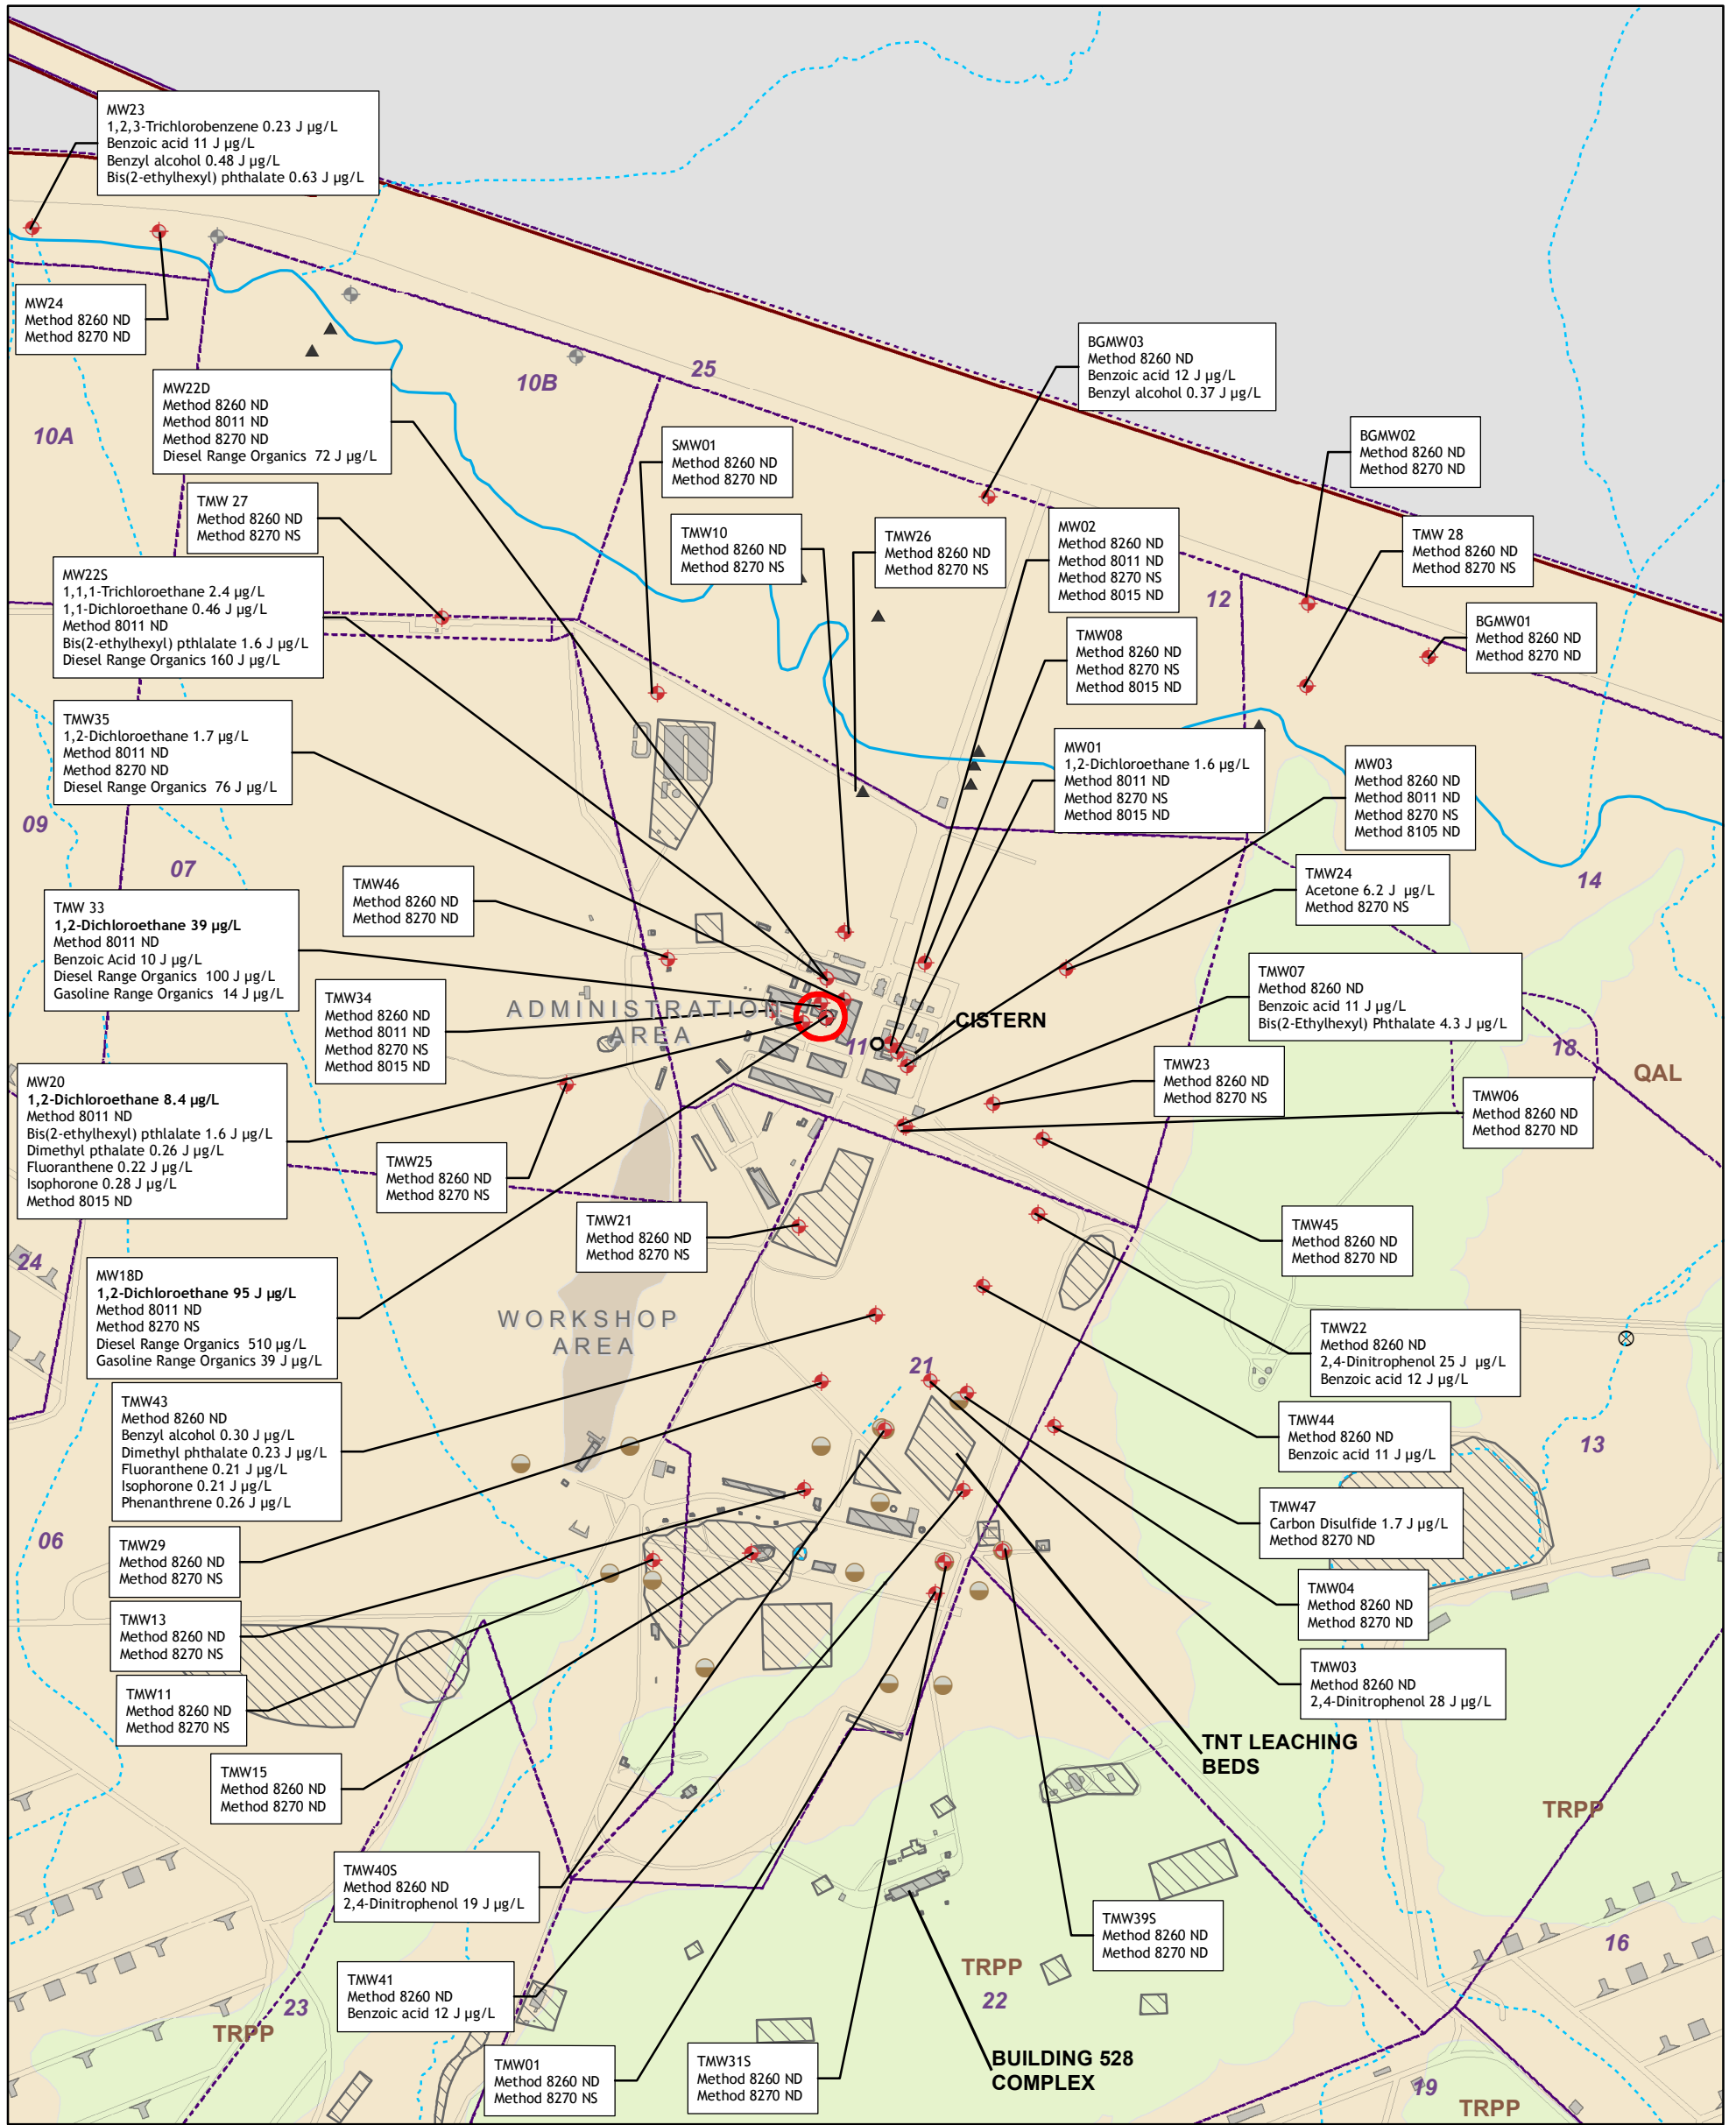 MW23
1,2,3-Trichlorobenzene 0.23 J µg/L
Benzoic acid 11 J µg/L
Benzyl alcohol 0.48 J µg/L
Bis(2-ethylhexyl) phthalate 0.63 J µg/L
MW24
Method 8260 ND
Method 8270 ND
BGMW03
Method 8260 ND
Benzoic acid 12 J µg/L
Benzyl alcohol 0.37 J µg/L
25
10B
10A
MW22D
Method 8260 ND
Method 8011 ND
Method 8270 ND
Diesel Range Organics 72 J µg/L
SMW01
Method 8260 ND
Method 8270 ND
BGMW02
Method 8260 ND
Method 8270 ND
TMW 27
Method 8260 ND
Method 8270 NS
TMW10
Method 8260 ND
Method 8270 NS
TMW26
Method 8260 ND
Method 8270 NS
MW02
Method 8260 ND
Method 8011 ND
Method 8270 NS
Method 8015 ND
TMW 28
Method 8260 ND
Method 8270 NS
12
MW22S
1,1,1-Trichloroethane 2.4 µg/L
1,1-Dichloroethane 0.46 J µg/L
Method 8011 ND
Bis(2-ethylhexyl) pthlalate 1.6 J µg/L
Diesel Range Organics 160 J µg/L
TMW08
Method 8260 ND
Method 8270 NS
Method 8015 ND
BGMW01
Method 8260 ND
Method 8270 ND
TMW35
1,2-Dichloroethane 1.7 µg/L
Method 8011 ND
Method 8270 ND
Diesel Range Organics 76 J µg/L
MW01
1,2-Dichloroethane 1.6 µg/L
Method 8011 ND
Method 8270 NS
Method 8015 ND
MW03
Method 8260 ND
Method 8011 ND
Method 8270 NS
Method 8105 ND
09
07
14
TMW46
Method 8260 ND
Method 8270 ND
TMW24
Acetone 6.2 J µg/L
Method 8270 NS
TMW 33
1,2-Dichloroethane 39 µg/L
Method 8011 ND
Benzoic Acid 10 J µg/L
Diesel Range Organics 100 J µg/L
Gasoline Range Organics 14 J µg/L
TMW07
Method 8260 ND
Benzoic acid 11 J µg/L
Bis(2-Ethylhexyl) Phthalate 4.3 J µg/L
TMW34
Method 8260 ND
Method 8011 ND
Method 8270 NS
Method 8015 ND
ADMINISTRATION
AREA
CISTERN
11
18
QAL
TMW23
Method 8260 ND
Method 8270 NS
TMW06
Method 8260 ND
Method 8270 ND
MW20
1,2-Dichloroethane 8.4 µg/L
Method 8011 ND
Bis(2-ethylhexyl) pthlalate 1.6 J µg/L
Dimethyl pthalate 0.26 J µg/L
Fluoranthene 0.22 J µg/L
Isophorone 0.28 J µg/L
Method 8015 ND
TMW25
Method 8260 ND
Method 8270 NS
TMW21
Method 8260 ND
Method 8270 NS
TMW45
Method 8260 ND
Method 8270 ND
24
MW18D
1,2-Dichloroethane 95 J µg/L
Method 8011 ND
Method 8270 NS
Diesel Range Organics 510 µg/L
Gasoline Range Organics 39 J µg/L
WORKSHOP
AREA
TMW22
Method 8260 ND
2,4-Dinitrophenol 25 J µg/L
Benzoic acid 12 J µg/L
21
TMW43
Method 8260 ND
Benzyl alcohol 0.30 J µg/L
Dimethyl phthalate 0.23 J µg/L
Fluoranthene 0.21 J µg/L
Isophorone 0.21 J µg/L
Phenanthrene 0.26 J µg/L
TMW44
Method 8260 ND
Benzoic acid 11 J µg/L
13
TMW47
Carbon Disulfide 1.7 J µg/L
Method 8270 ND
06
TMW29
Method 8260 ND
Method 8270 NS
TMW04
Method 8260 ND
Method 8270 ND
TMW13
Method 8260 ND
Method 8270 NS
TMW03
Method 8260 ND
2,4-Dinitrophenol 28 J µg/L
TMW11
Method 8260 ND
Method 8270 NS
TNT LEACHING
BEDS
TMW15
Method 8260 ND
Method 8270 ND
TRPP
TMW40S
Method 8260 ND
2,4-Dinitrophenol 19 J µg/L
TMW39S
Method 8260 ND
Method 8270 ND
16
TMW41
Method 8260 ND
Benzoic acid 12 J µg/L
TRPP
22
23
TRPP
TMW01
Method 8260 ND
Method 8270 NS
TMW31S
Method 8260 ND
Method 8270 ND
BUILDING 528
COMPLEX
19
TRPP